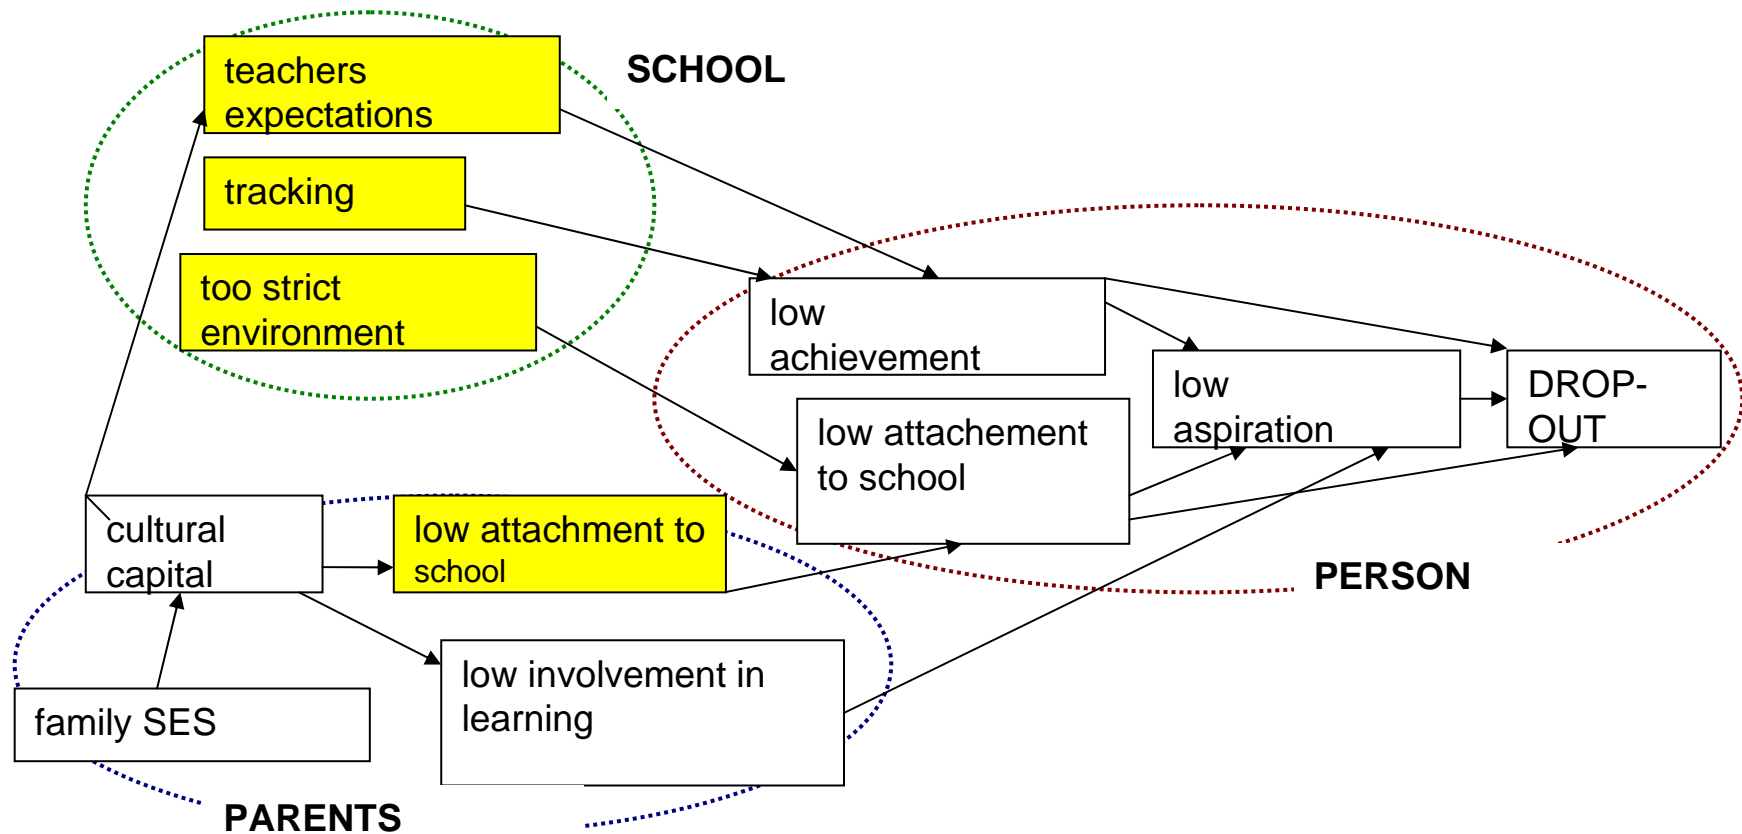 teachers
expectations
SCHOOL
tracking
too strict
environment
low
achievement
low
aspiration
DROP-
OUT
low attachement
to school
cultural
capital
low attachment to
school
PERSON
low involvement in
learning
family SES
PARENTS